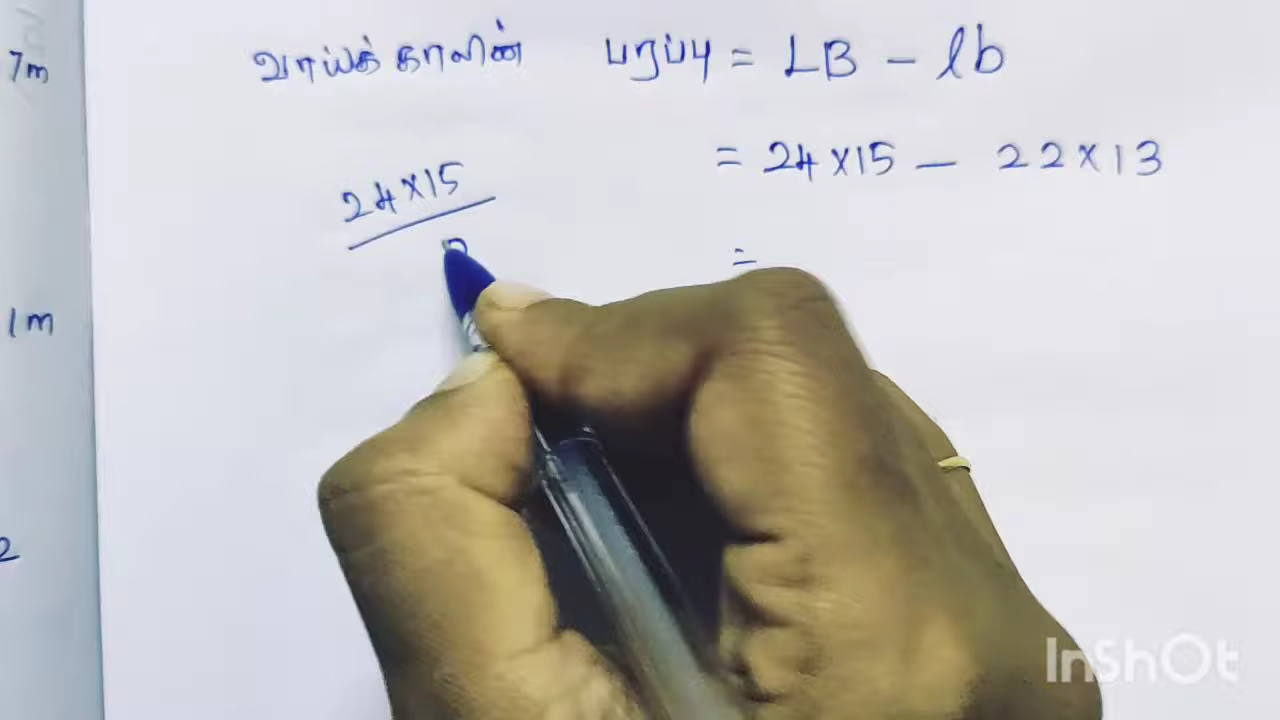 7m
வாய்க் காலின் பரப்பு = LB - lb
= 24×15 - 22×13
24×15
=
1m
2
InShOt